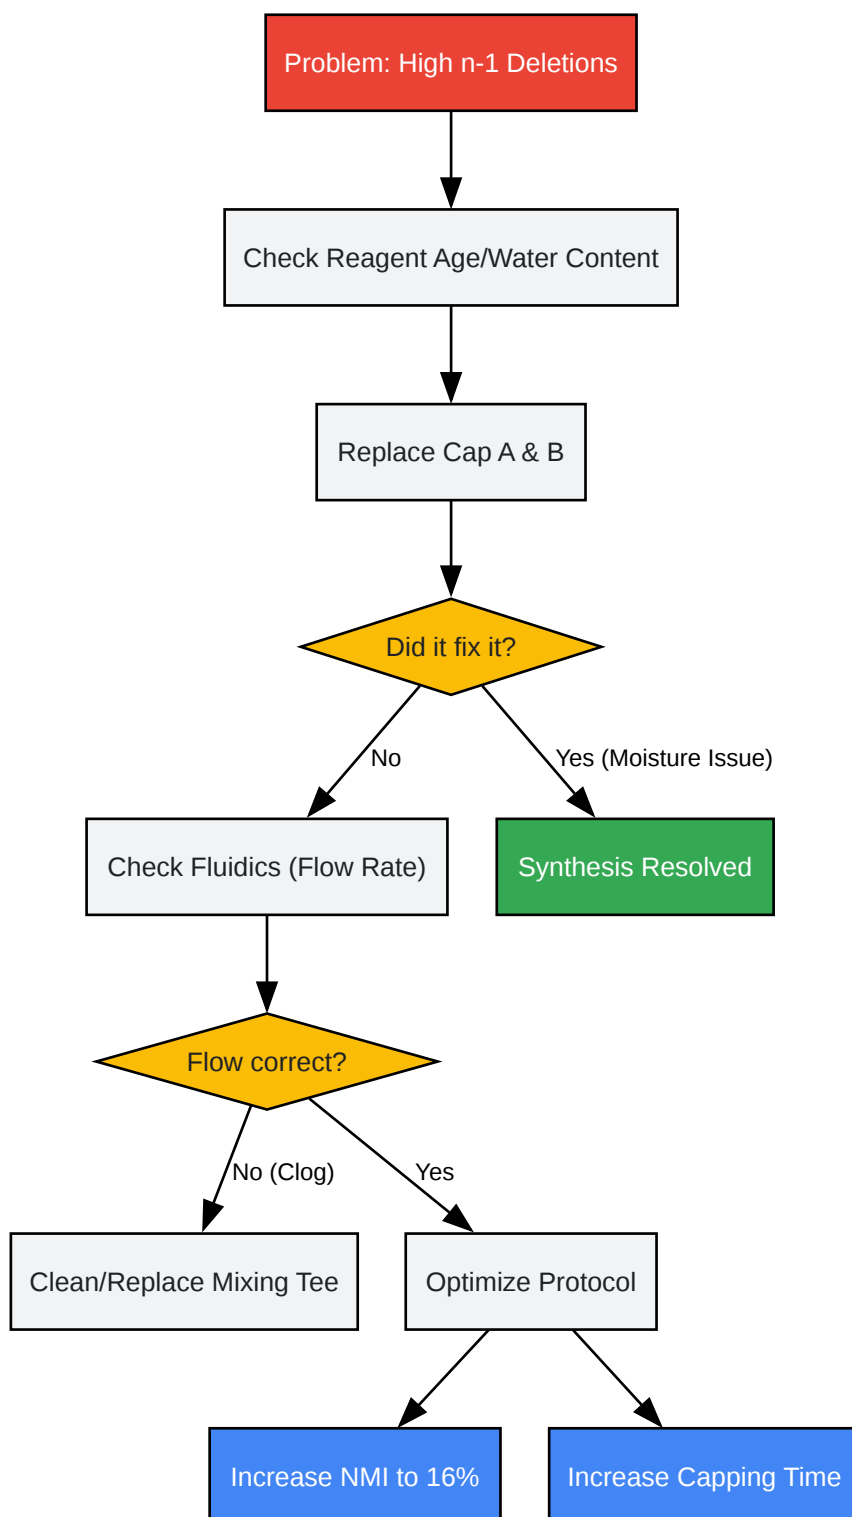 Problem: High n-1 Deletions
Check Reagent Age/Water Content
Replace Cap A & B
Did it fix it?
No
Yes (Moisture Issue)
Check Fluidics (Flow Rate)
Synthesis Resolved
Flow correct?
No (Clog)
Yes
Clean/Replace Mixing Tee
Optimize Protocol
Increase NMI to 16%
Increase Capping Time